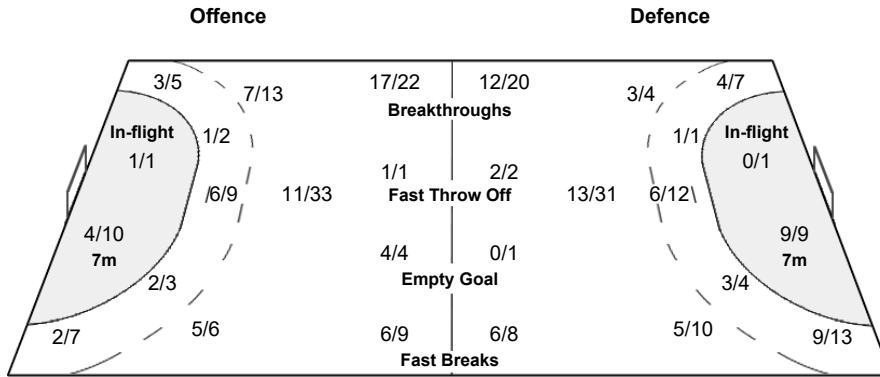 Offence Defence
3/5 17/22 12/20 4/7
7/13 3/4
Breakthroughs
In-flight 1/2 1/1 In-flight
1/1 0/1
1/1 2/2
6/9 11/33 Fast Throw Off 13/31 6/12
4/10 9/9
7m 4/4 0/1 7m
2/3 Empty Goal 3/4
2/7 5/6 6/9 6/8 5/10 9/13
Fast Breaks